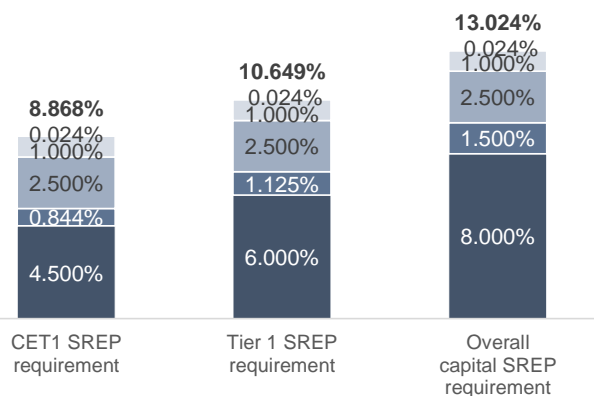 8.868%
0.024%
1.000%
2.500%
0.844%
4.500%
CET1 SREP
requirement
10.649%
0.024%
1.000%
2.500%
1.125%
6.000%
Tier 1 SREP
requirement
13.024%
0.024%
1.000%
2.500%
1.500%
8.000%
Overall
capital SREP
requirement